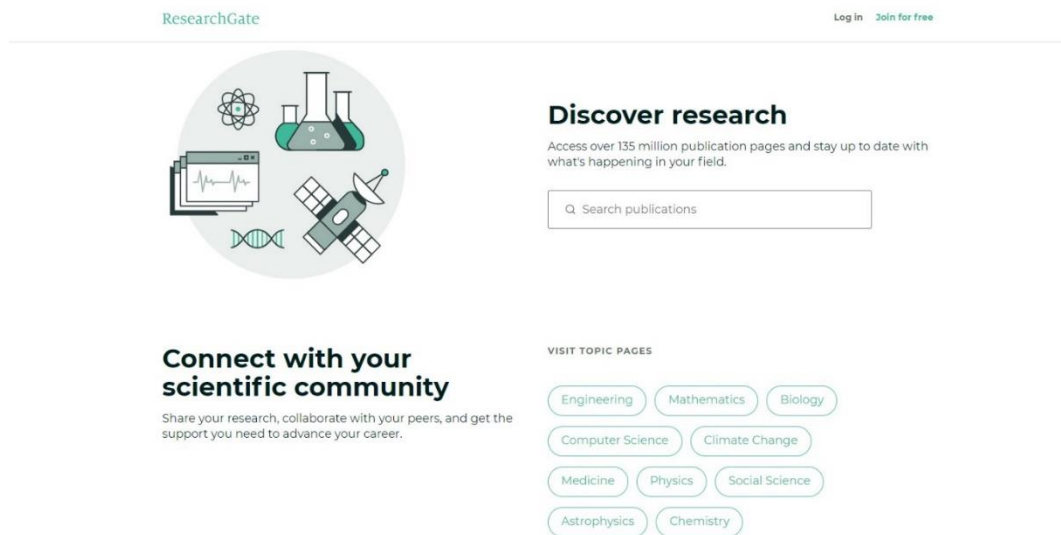 ResearchGate
Log in Join for free
Discover research
Access over 135 million publication pages and stay up to date with
what's happening in your field.
Search publications
Connect with your
scientific community
Share your research, collaborate with your peers, and get the
support you need to advance your career.
VISIT TOPIC PAGES
Engineering Mathematics Biology
Computer Science Climate Change
Medicine Physics Social Science
Astrophysics Chemistry